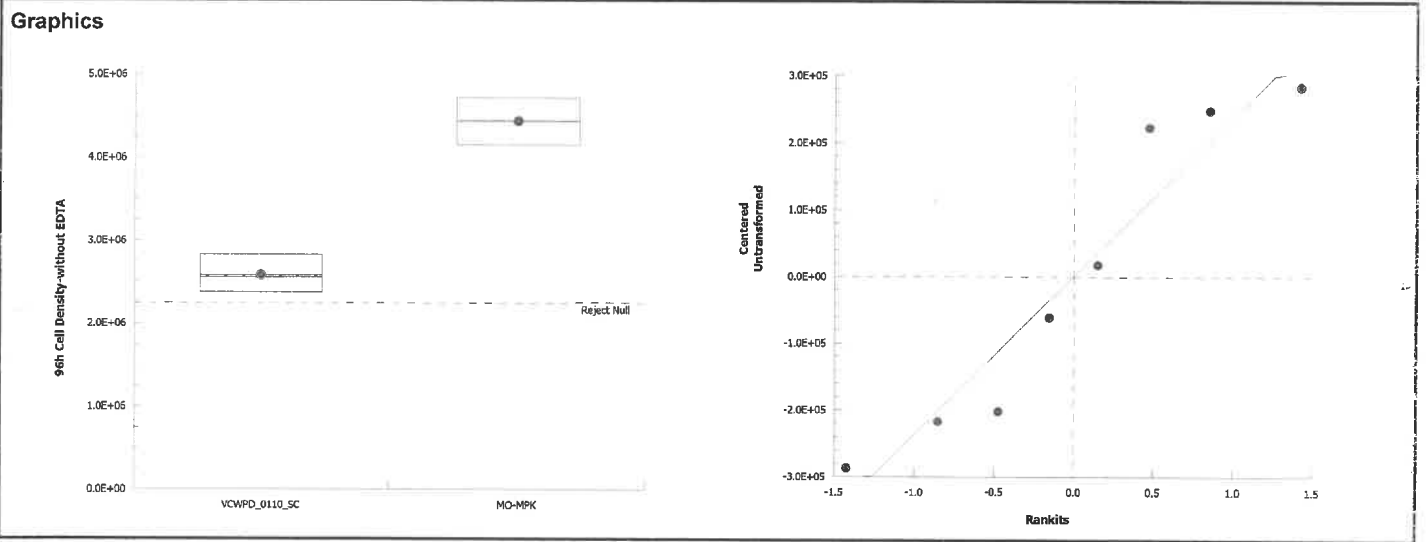 Graphics
5.0E+06
4.0E+06
3.0E+06
2.0E+06
1.0E+06
0.0E+00
96h Cell Density-without EDTA
Reject Null
VCWPD_0110_SC
MO-MPK
3.0E+05
2.0E+05
1.0E+05
0.0E+00
-1.0E+05
-2.0E+05
-3.0E+05
Centered
Untransformed
-1.5
-1.0
-0.5
0.0
0.5
1.0
1.5
Rankits